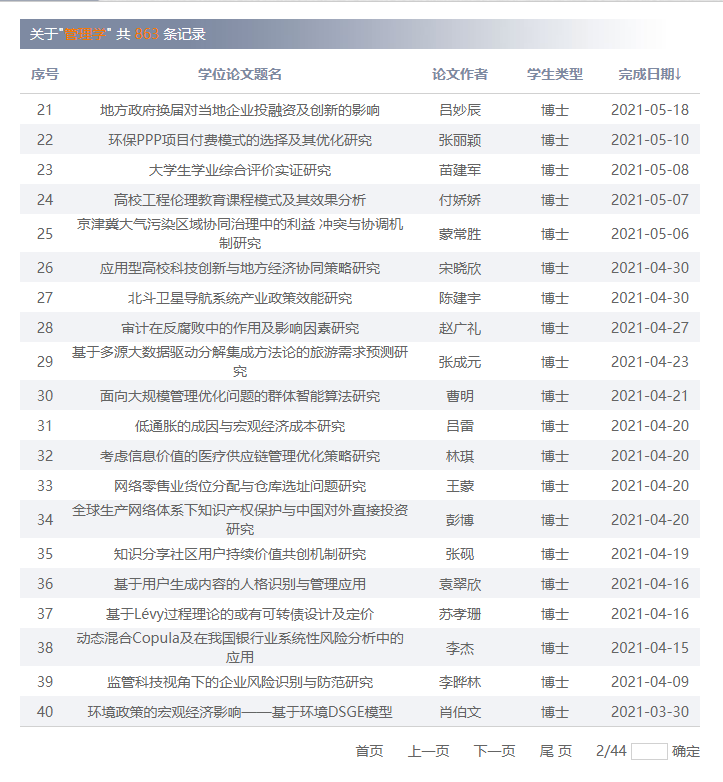 关于"管理学" 共 863 条记录
序号 学位论文题名 论文作者 学生类型 完成日期↓
21 地方政府换届对当地企业投融资及创新的影响 吕妙辰 博士 2021-05-18
22 环保PPP项目付费模式的选择及其优化研究 张丽颖 博士 2021-05-10
23 大学生学业综合评价实证研究 苗建军 博士 2021-05-08
24 高校工程伦理教育课程模式及其效果分析 付娇娇 博士 2021-05-07
25 京津冀大气污染区域协同治理中的利益 冲突与协调机 蒙常胜 博士 2021-05-06
制研究
26 应用型高校科技创新与地方经济协同策略研究 宋晓欣 博士 2021-04-30
27 北斗卫星导航系统产业政策效能研究 陈建宇 博士 2021-04-30
28 审计在反腐败中的作用及影响因素研究 赵广礼 博士 2021-04-27
29 基于多源大数据驱动分解集成方法论的旅游需求预测研 张成元 博士 2021-04-23
究
30 面向大规模管理优化问题的群体智能算法研究 曹明 博士 2021-04-21
31 低通胀的成因与宏观经济成本研究 吕雷 博士 2021-04-20
32 考虑信息价值的医疗供应链管理优化策略研究 林琪 博士 2021-04-20
33 网络零售业货位分配与仓库选址问题研究 王蒙 博士 2021-04-20
34 全球生产网络体系下知识产权保护与中国对外直接投资 彭博 博士 2021-04-20
研究
35 知识分享社区用户持续价值共创机制研究 张砚 博士 2021-04-19
36 基于用户生成内容的人格识别与管理应用 袁翠欣 博士 2021-04-16
37 基于Lévy过程理论的或有可转债设计及定价 苏孝珊 博士 2021-04-16
38 动态混合Copula及在我国银行业系统性风险分析中的 李杰 博士 2021-04-15
应用
39 监管科技视角下的企业风险识别与防范研究 李晔林 博士 2021-04-09
40 环境政策的宏观经济影响——基于环境DSGE模型 肖伯文 博士 2021-03-30
首页 上一页 下一页 尾 页 2/44 确定